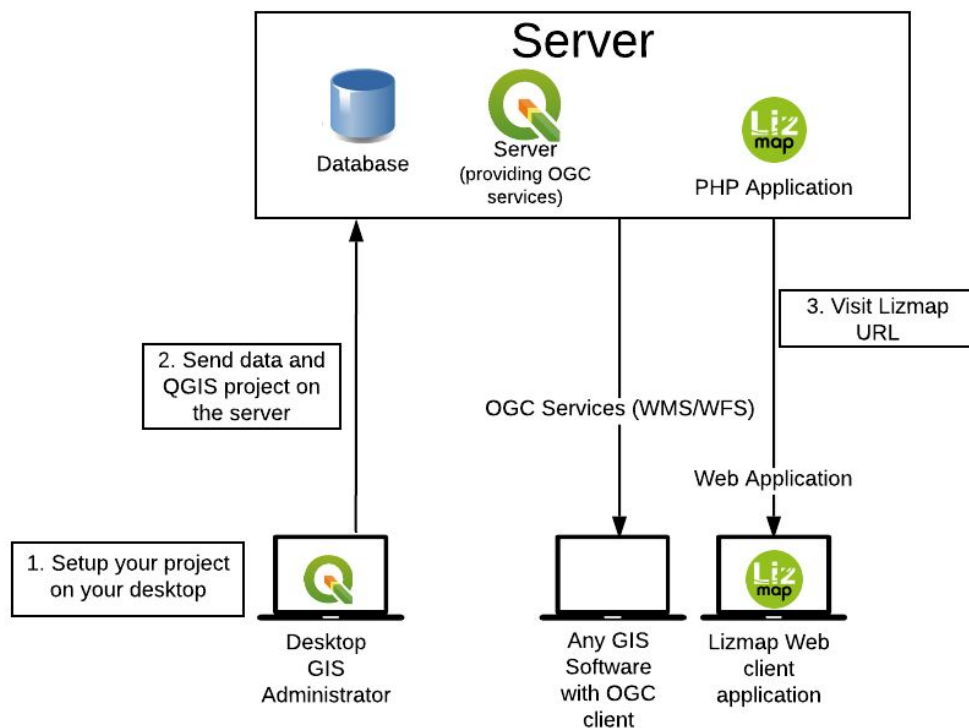 Server
Database
Server
(providing OGC
services)
Liz
map
PHP Application
3. Visit Lizmap
URL
2. Send data and
QGIS project on
the server
OGC Services (WMS/WFS)
Web Application
1. Setup your project
on your desktop
Liz
map
Desktop
GIS
Administrator
Any GIS
Software
with OGC
client
Lizmap Web
client
application